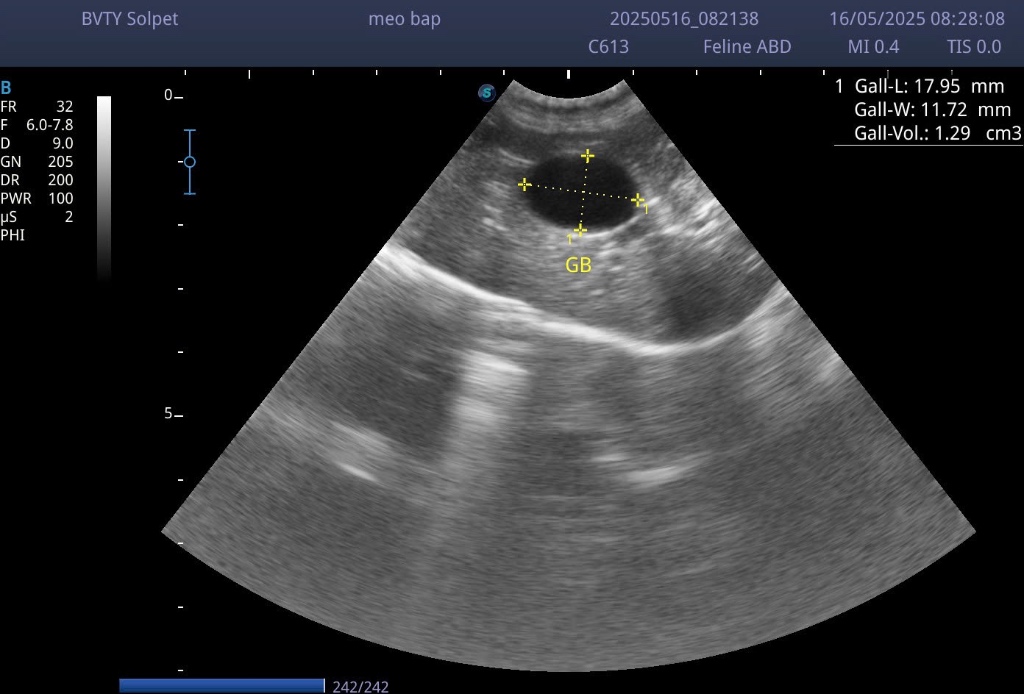 BVTY Solpet meo bap 20250516_082138 16/05/2025 08:28:08
C613 Feline ABD MI 0.4 TIS 0.0
B
FR 32
F 6.0-7.8
D 9.0
GN 205
DR 200
PWR 100
µS 2
PHI
0
5
S
1 Gall-L: 17.95 mm
Gall-W: 11.72 mm
Gall-Vol.: 1.29 cm3
1
1
GB
242/242